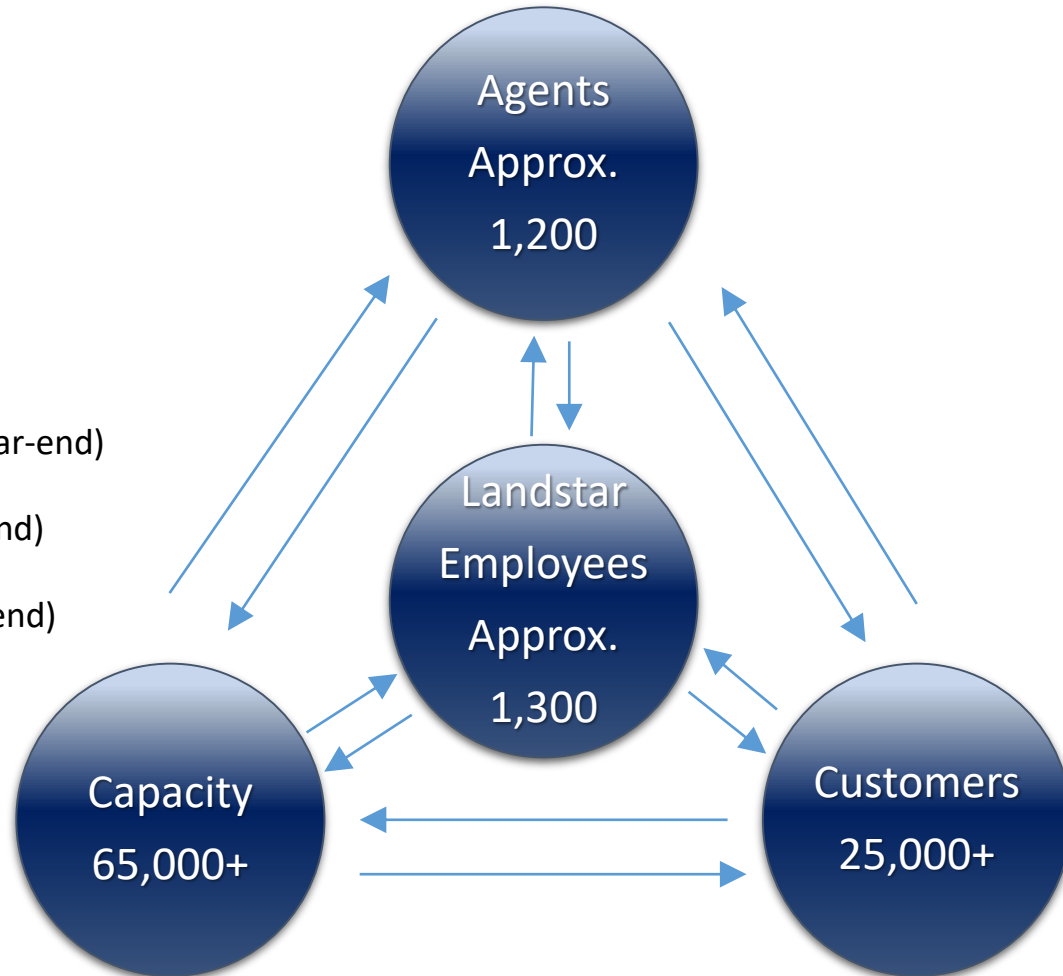 Agents
Approx.
1,200
ar-end)
nd)
end)
Landstar
Employees
Approx.
1,300
Capacity
65,000+
Customers
25,000+